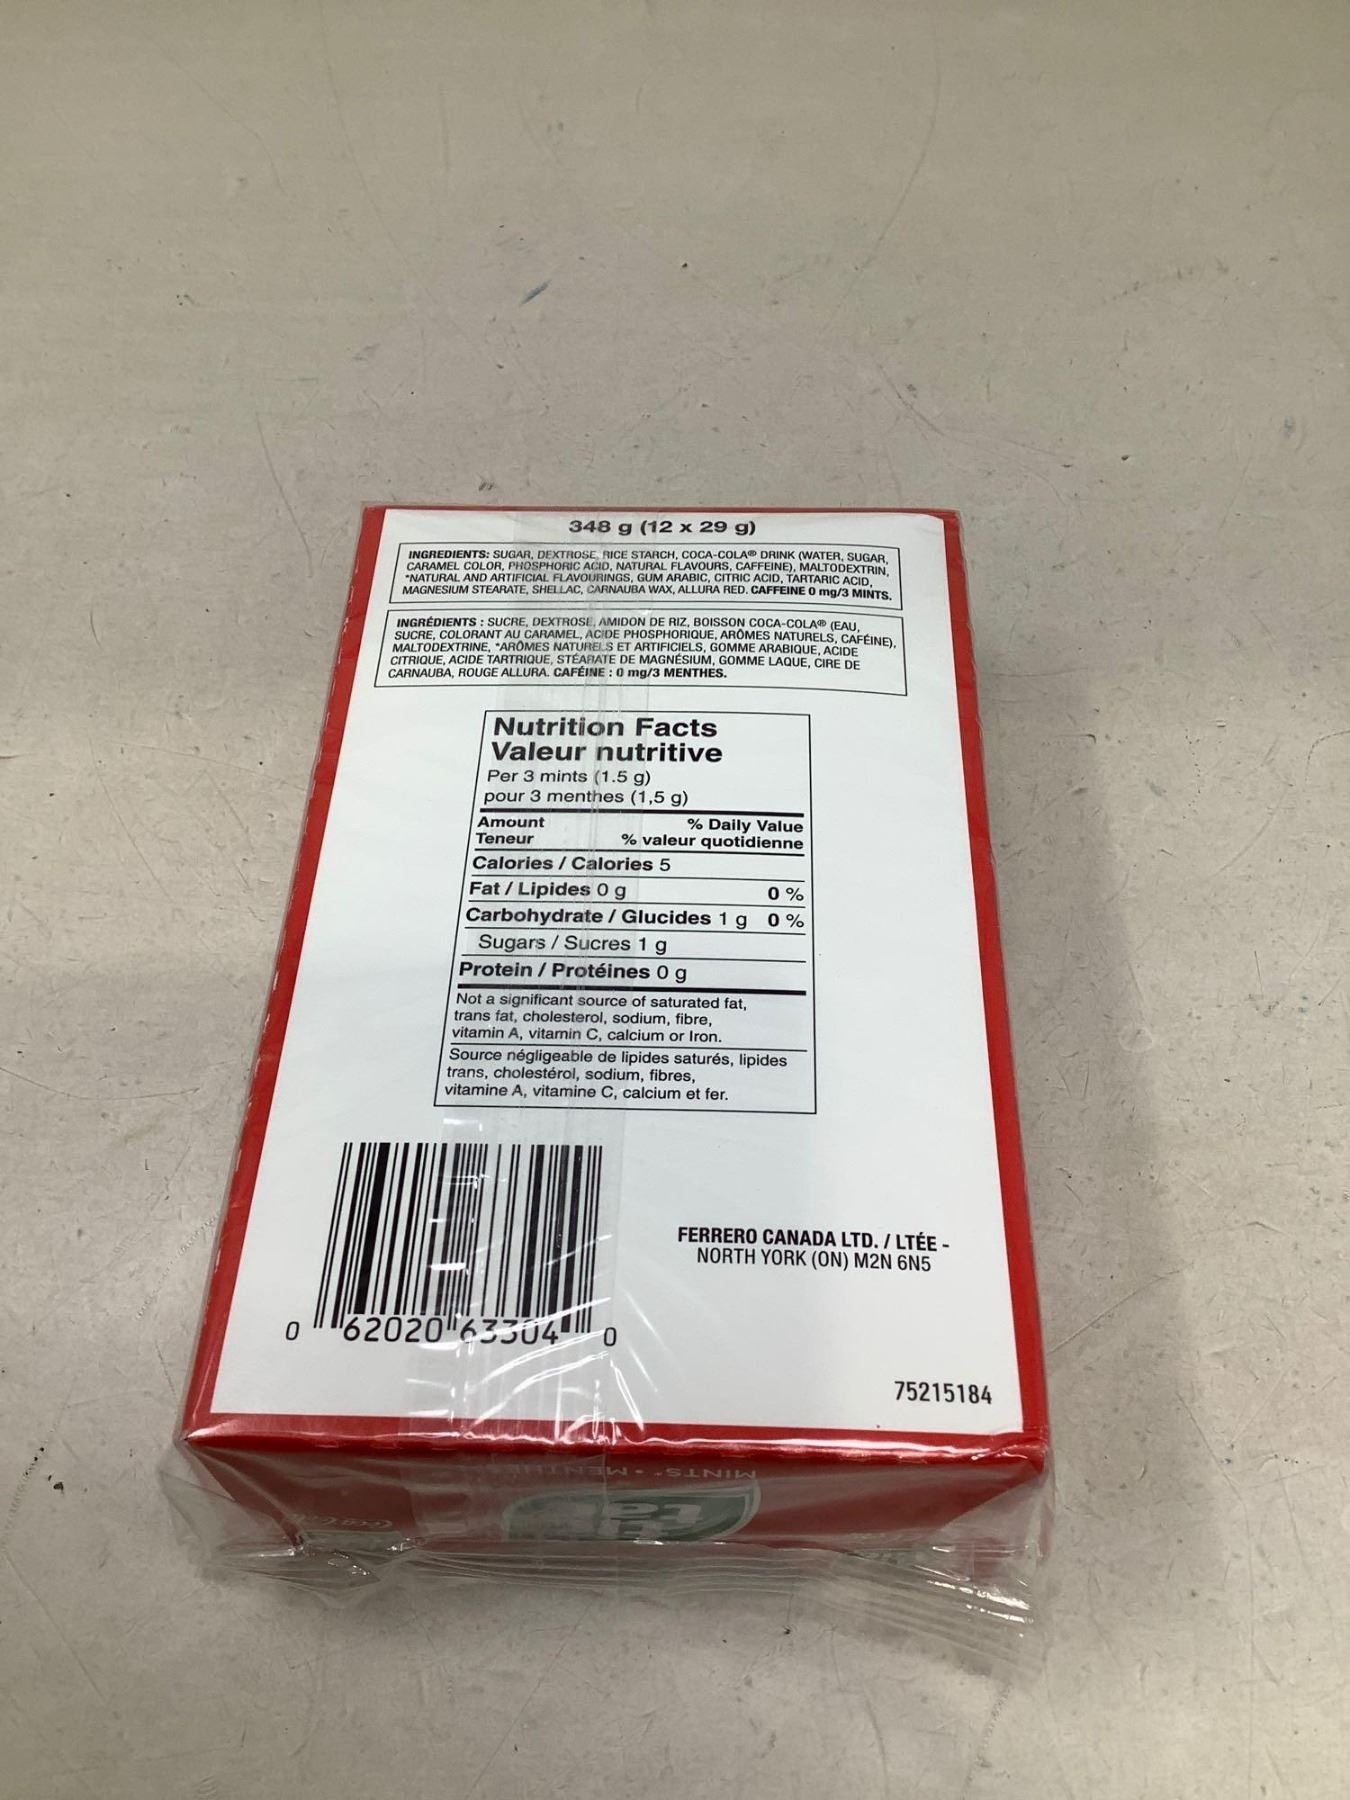 348 g (12 x 29 g)
INGREDIENTS: SUGAR, DEXTROSE, RICE STARCH, COCA-COLA® DRINK (WATER, SUGAR,
CARAMEL COLOR, PHOSPHORIC ACID, NATURAL FLAVOURS, CAFFEINE), MALTODEXTRIN,
*NATURAL AND ARTIFICIAL FLAVOURINGS, GUM ARABIC, CITRIC ACID, TARTARIC ACID,
MAGNESIUM STEARATE, SHELLAC, CARNAUBA WAX, ALLURA RED. CAFFEINE 0 mg/3 MINTS.
INGRÉDIENTS : SUCRE, DEXTROSE, AMIDON DE RIZ, BOISSON COCA-COLA® (EAU,
SUCRE, COLORANT AU CARAMEL, ACIDE PHOSPHORIQUE, ARÔMES NATURELS, CAFÉINE),
MALTODEXTRINE, *ARÔMES NATURELS ET ARTIFICIELS, GOMME ARABIQUE, ACIDE
CITRIQUE, ACIDE TARTRIQUE, STÉARATE DE MAGNÉSIUM, GOMME LAQUE, CIRE DE
CARNAUBA, ROUGE ALLURA. CAFÉINE : 0 mg/3 MENTHES.
Nutrition Facts
Valeur nutritive
Per 3 mints (1.5 g)
pour 3 menthes (1,5 g)
Amount % Daily Value
Teneur % valeur quotidienne
Calories / Calories 5
Fat / Lipides 0 g 0 %
Carbohydrate / Glucides 1 g 0 %
Sugars / Sucres 1 g
Protein / Protéines 0 g
Not a significant source of saturated fat,
trans fat, cholesterol, sodium, fibre,
vitamin A, vitamin C, calcium or Iron.
Source négligeable de lipides saturés, lipides
trans, cholestérol, sodium, fibres,
vitamine A, vitamine C, calcium et fer.
FERRERO CANADA LTD. / LTÉE -
NORTH YORK (ON) M2N 6N5
0 62020 63304 0
75215184
MINTS*